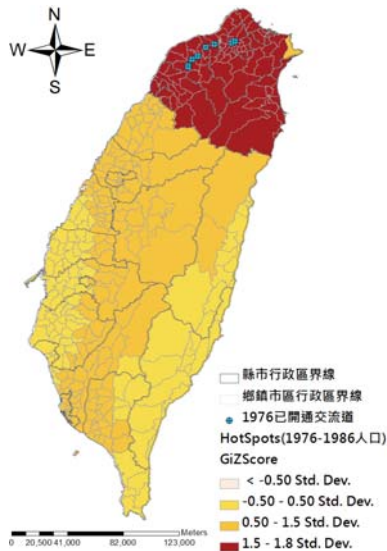 N
W E
S
縣市行政區界線
鄉鎮市區行政區界線
1976已開通交流道
HotSpots(1976-1986人口)
GiZScore
< -0.50 Std. Dev.
-0.50 - 0.50 Std. Dev.
0.50 - 1.5 Std. Dev.
1.5 - 1.8 Std. Dev.
Meters
0 20,500 41,000 82,000 123,000